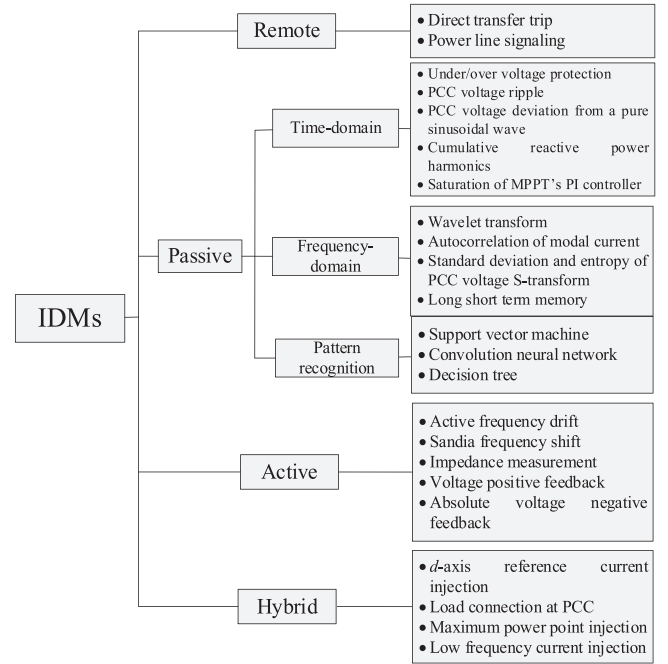 IDMs
Remote
• Direct transfer trip
• Power line signaling
Passive
Time-domain
• Under/over voltage protection
• PCC voltage ripple
• PCC voltage deviation from a pure
sinusoidal wave
• Cumulative reactive power
harmonics
• Saturation of MPPT's PI controller
Frequency-
domain
• Wavelet transform
• Autocorrelation of modal current
• Standard deviation and entropy of
PCC voltage S-transform
• Long short term memory
Pattern
recognition
• Support vector machine
• Convolution neural network
• Decision tree
Active
• Active frequency drift
• Sandia frequency shift
• Impedance measurement
• Voltage positive feedback
• Absolute voltage negative
feedback
Hybrid
• d-axis reference current
injection
• Load connection at PCC
• Maximum power point injection
• Low frequency current injection